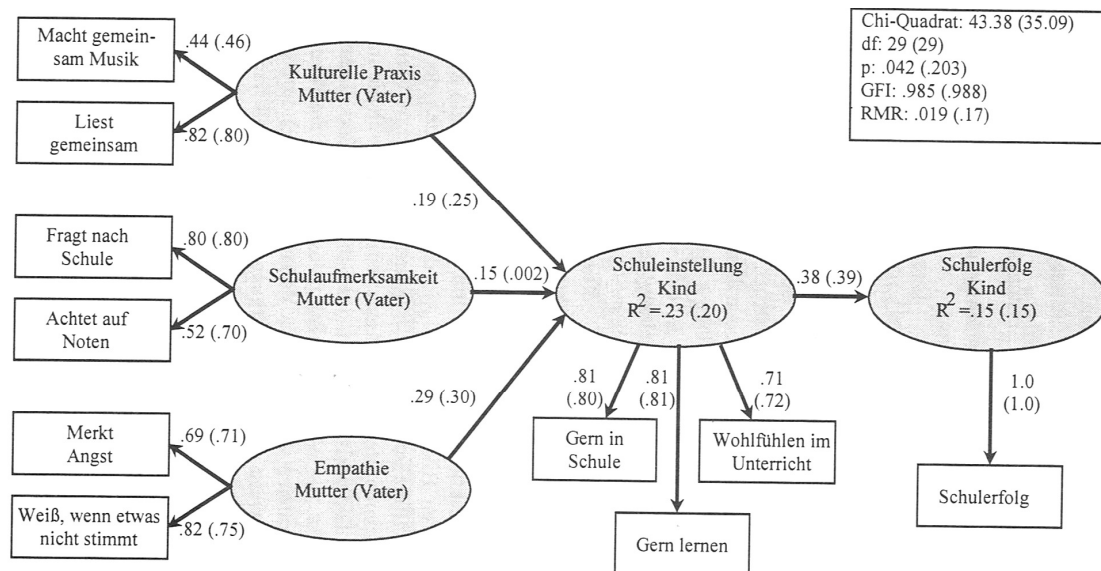 Macht gemein-
sam Musik
.44 (.46)
Liest
gemeinsam
.82 (.80)
Kulturelle Praxis
Mutter (Vater)
Chi-Quadrat: 43.38 (35.09)
df: 29 (29)
p: .042 (.203)
GFI: .985 (.988)
RMR: .019 (.17)
.19 (.25)
Fragt nach
Schule
.80 (.80)
Achtet auf
Noten
.52 (.70)
Schulaufmerksamkeit
Mutter (Vater)
.15 (.002)
Schuleinstellung
Kind
R2=.23 (.20)
.38 (.39)
Schulerfolg
Kind
R2=.15 (.15)
.29 (.30)
.81
(.80)
.81
(.81)
.71
(.72)
1.0
(1.0)
Merkt
Angst
.69 (.71)
Weiß, wenn etwas
nicht stimmt
.82 (.75)
Empathie
Mutter (Vater)
Gern in
Schule
Wohlfühlen im
Unterricht
Gern lernen
Schulerfolg